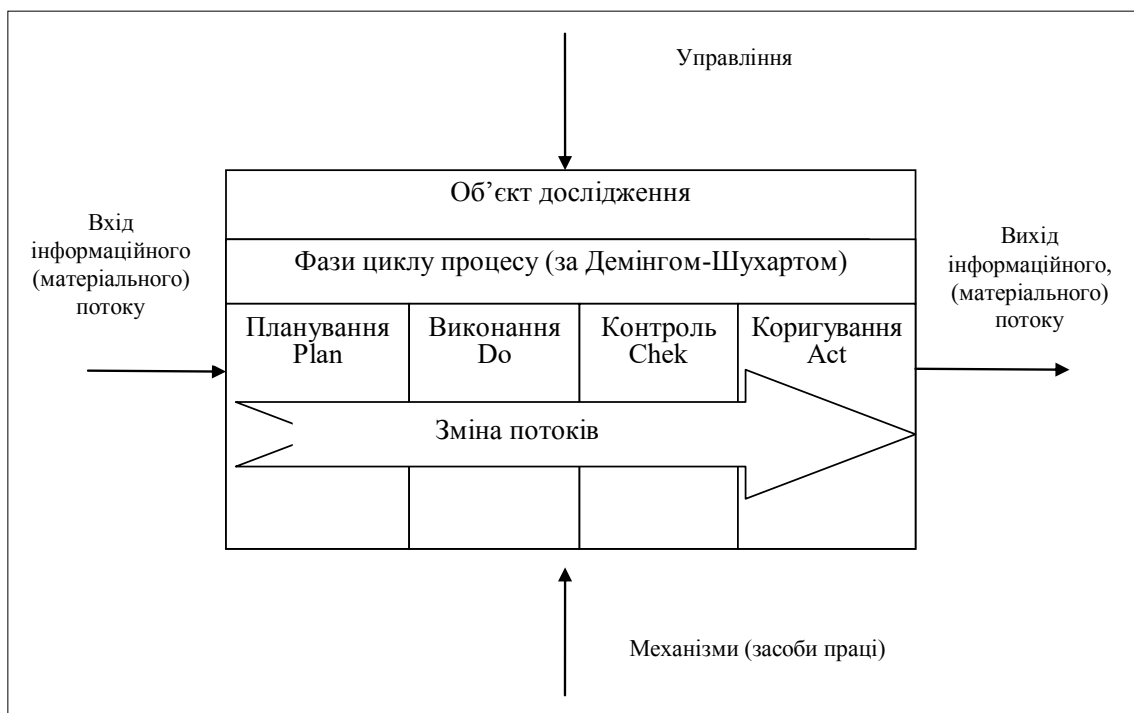 Управління
Об’єкт дослідження
Вхід
інформаційного
(матеріального)
потоку
Фази циклу процесу (за Демінгом-Шухартом)
Вихід
інформаційного,
(матеріального)
потоку
Планування
Plan
Виконання
Do
Контроль
Chek
Коригування
Act
Зміна потоків
Механізми (засоби праці)